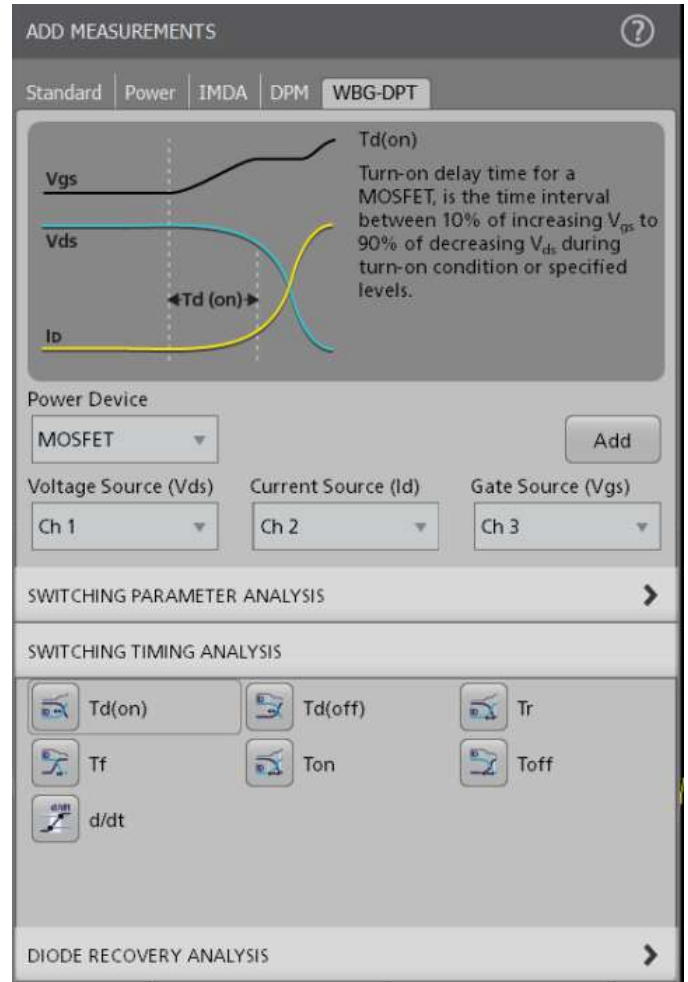 ADD MEASUREMENTS
?
Standard Power IMDA DPM WBG-DPT
Td(on)
Turn-on delay time for a
MOSFET, is the time interval
between 10% of increasing Vgs to
90% of decreasing Vds during
turn-on condition or specified
levels.
Vgs
Vds
Td (on)
ID
Power Device
MOSFET
Add
Voltage Source (Vds) Current Source (Id) Gate Source (Vgs)
Ch 1 Ch 2 Ch 3
SWITCHING PARAMETER ANALYSIS
SWITCHING TIMING ANALYSIS
Td(on) Td(off) Tr
Tf Ton Toff
d/dt
DIODE RECOVERY ANALYSIS